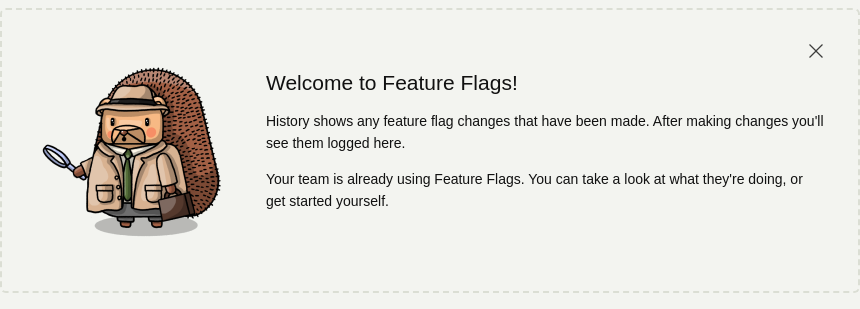 Welcome to Feature Flags!
History shows any feature flag changes that have been made. After making changes you'll
see them logged here.
Your team is already using Feature Flags. You can take a look at what they're doing, or
get started yourself.